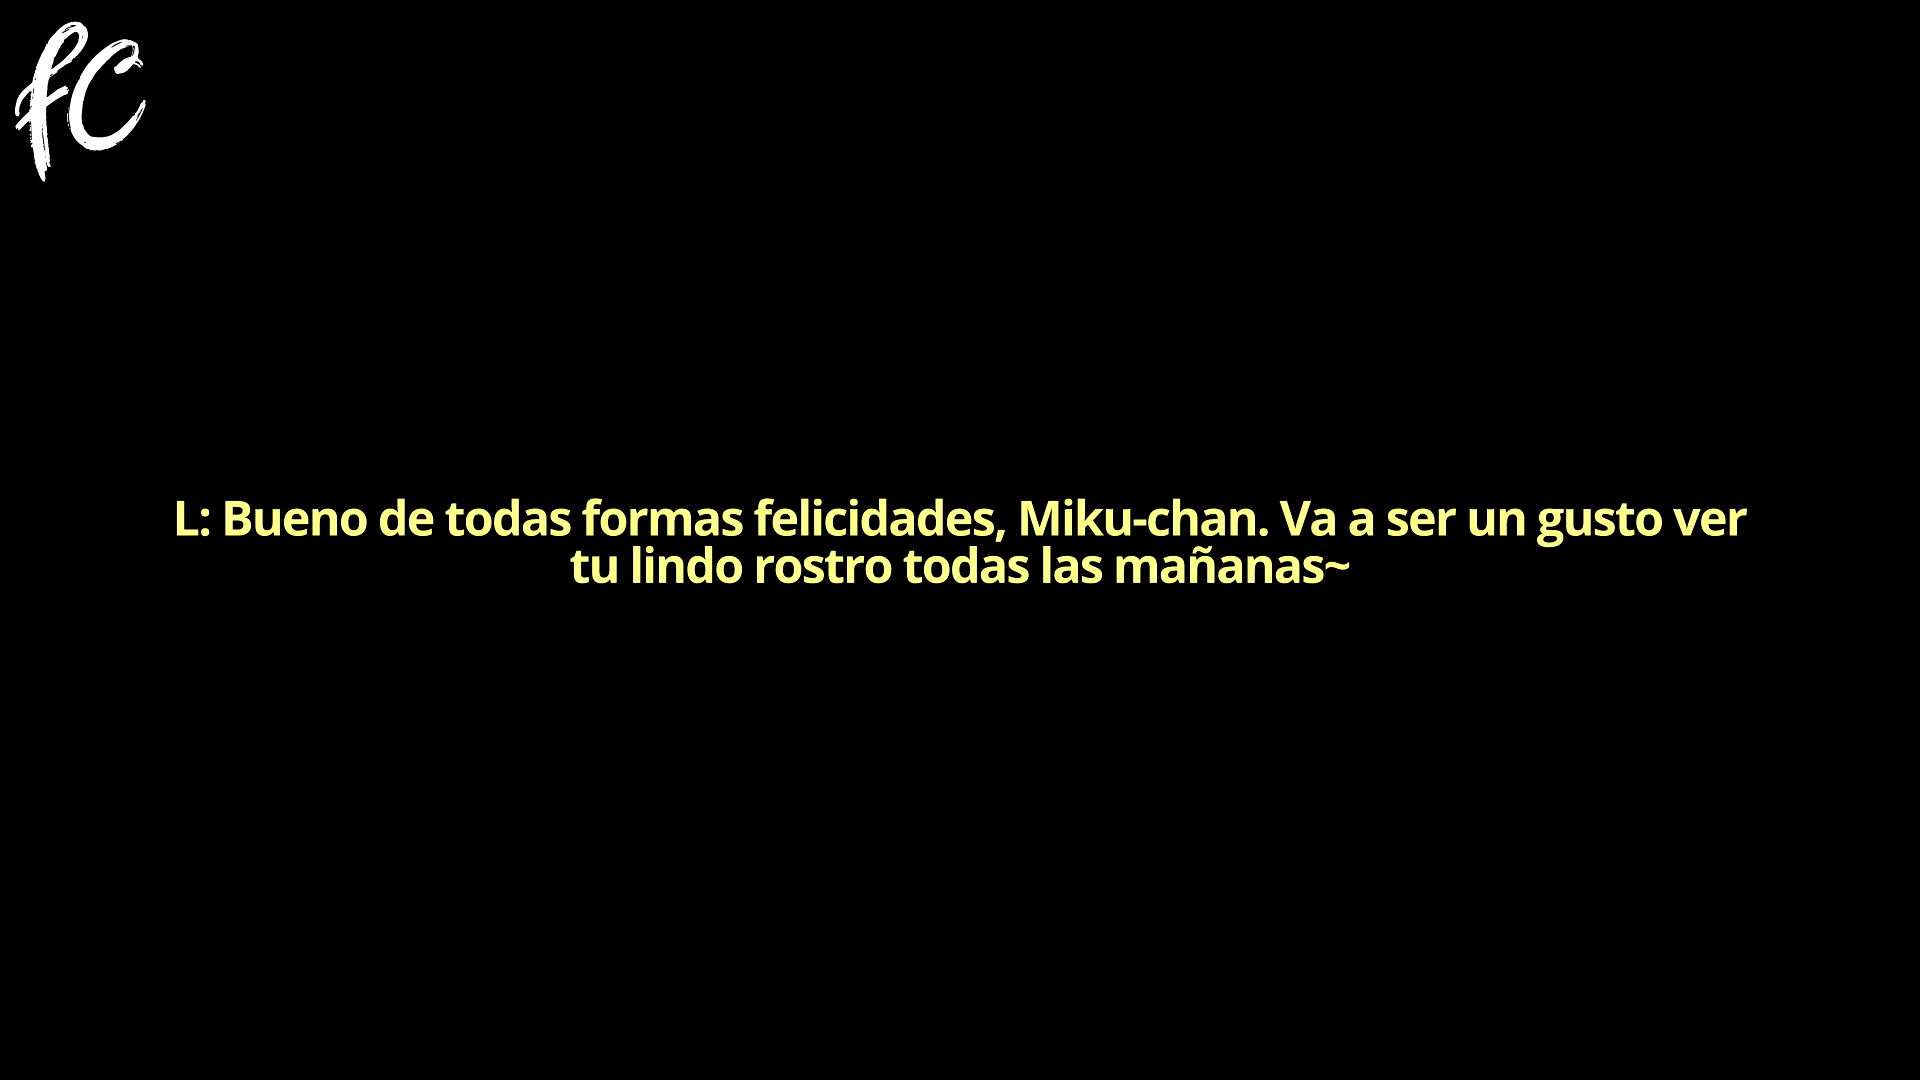 fC
L: Bueno de todas formas felicidades, Miku-chan. Va a ser un gusto ver
tu lindo rostro todas las mañanas~